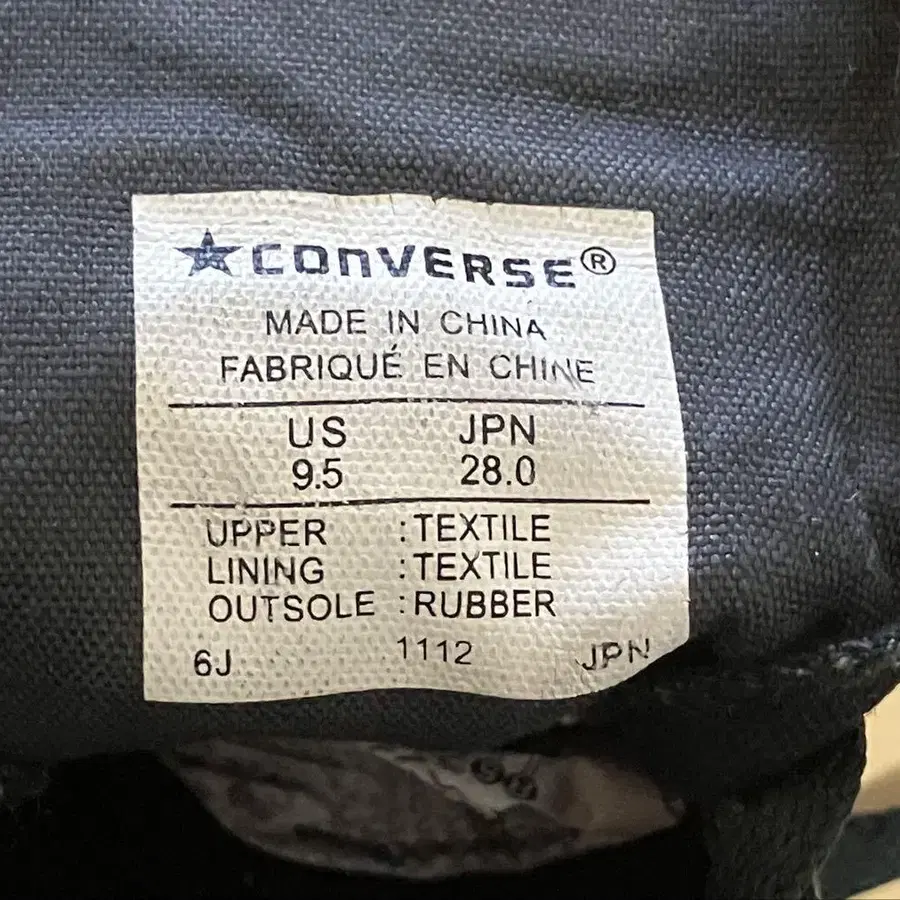 CONVERSE®
MADE IN CHINA
FABRIQUÉ EN CHINE
US JPN
9.5 28.0
UPPER : TEXTILE
LINING : TEXTILE
OUTSOLE : RUBBER
6J 1112 JPN